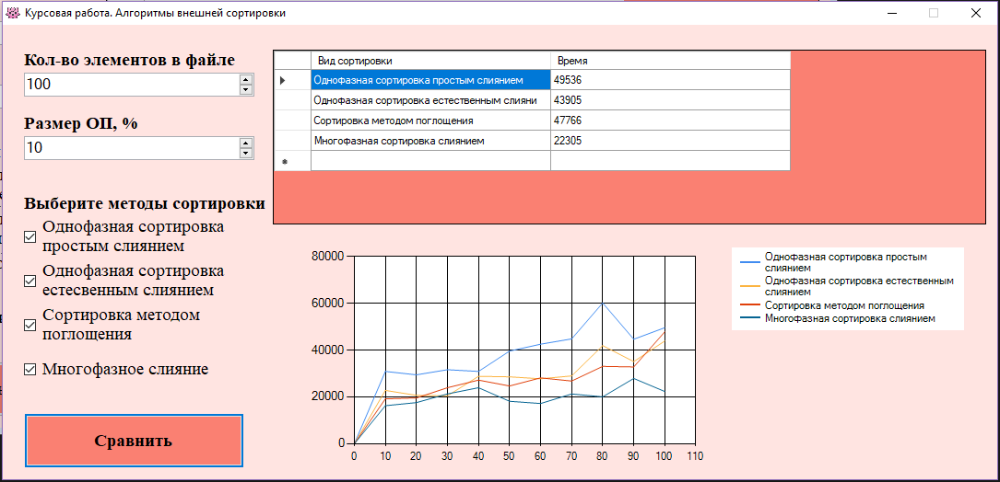 Курсовая работа. Алгоритмы внешней сортировки
Кол-во элементов в файле
100
Размер ОП, %
10
Выберите методы сортировки
Однофазная сортировка
простым слиянием
Однофазная сортировка
естесвенным слиянием
Сортировка методом
поглощения
Многофазное слияние
Сравнить
Вид сортировки Время
Однофазная сортировка простым слиянием 49536
Однофазная сортировка естественным слияни 43905
Сортировка методом поглощения 47766
Многофазная сортировка слиянием 22305
80000
60000
40000
20000
0
0 10 20 30 40 50 60 70 80 90 100 110
Однофазная сортировка простым
слиянием
Однофазная сортировка естественным
слиянием
Сортировка методом поглощения
Многофазная сортировка слиянием